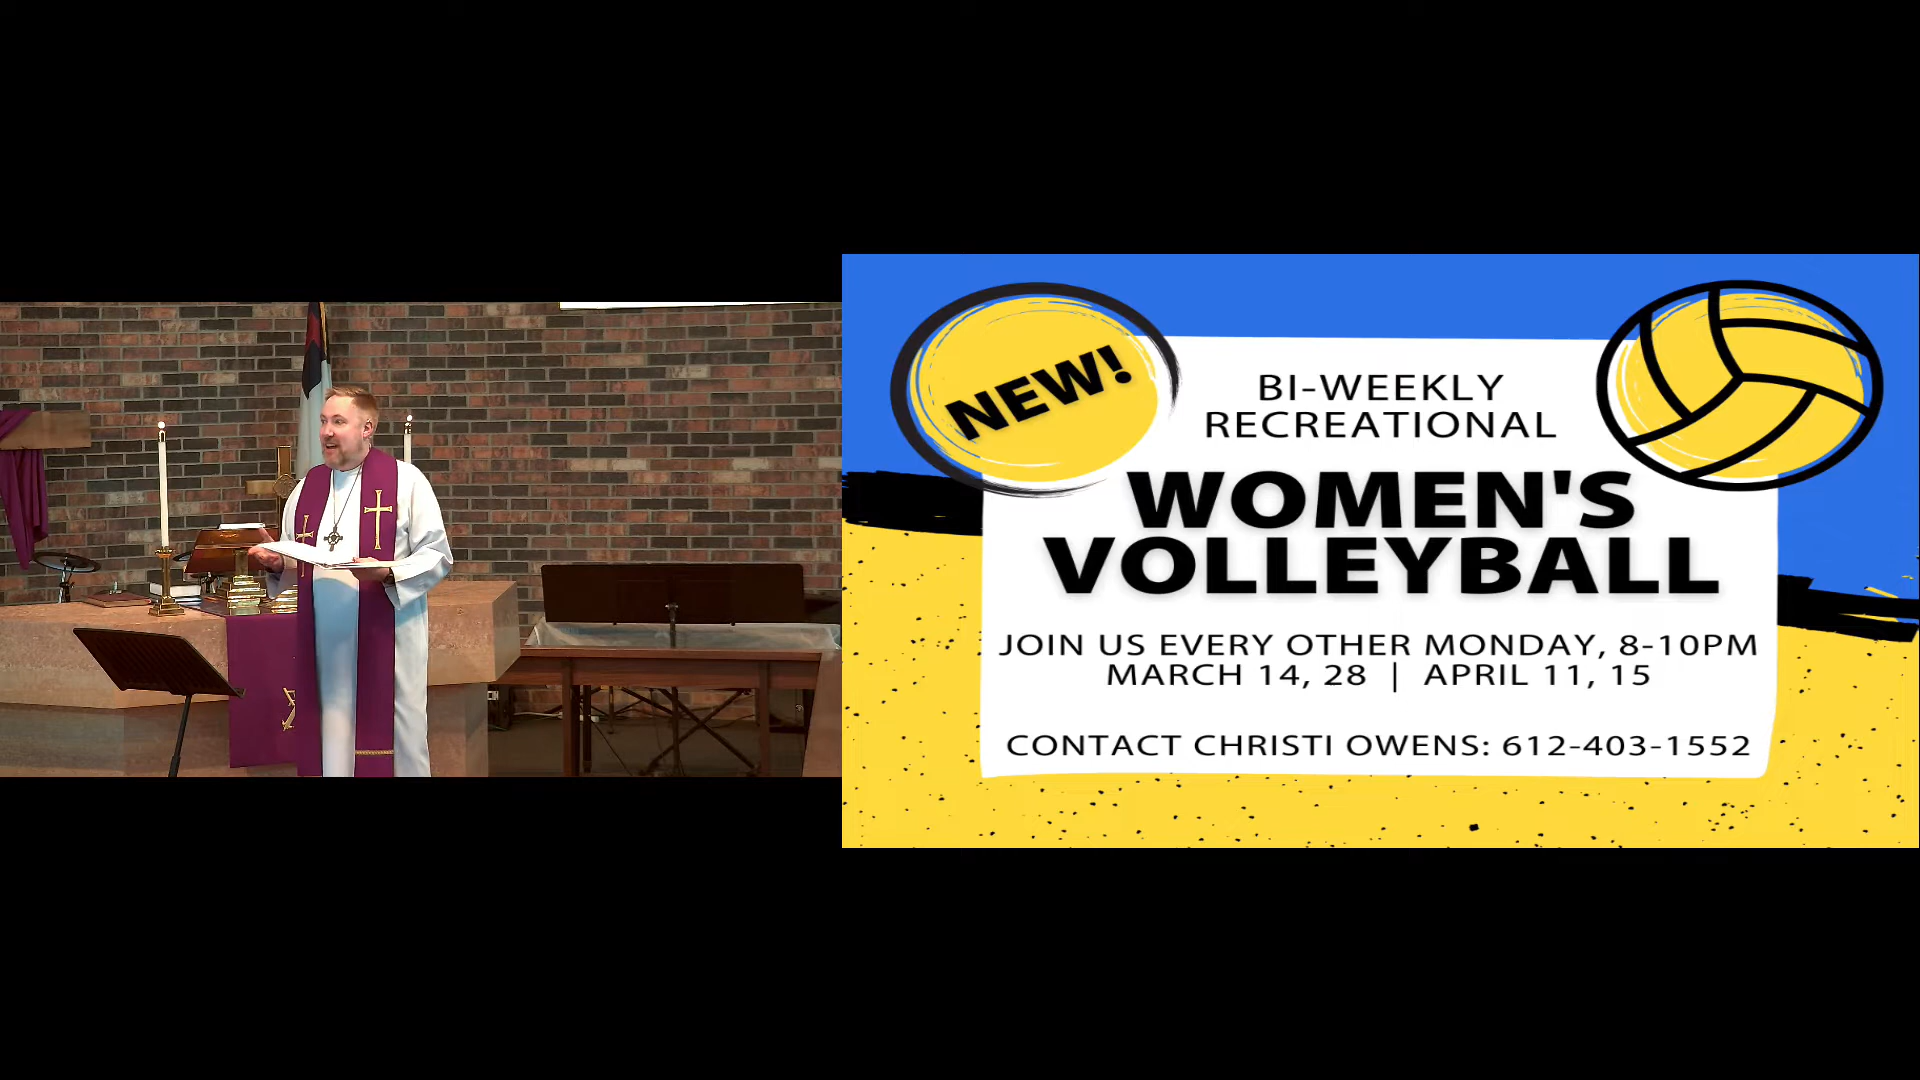 NEW!
BI-WEEKLY
RECREATIONAL
WOMEN'S
VOLLEYBALL
JOIN US EVERY OTHER MONDAY, 8-10PM
MARCH 14, 28 | APRIL 11, 15
CONTACT CHRISTI OWENS: 612-403-1552